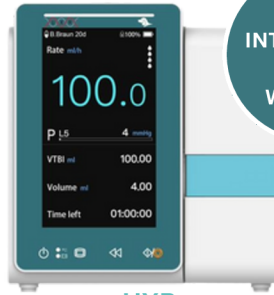 B.Braun 20d 100%
Rate ml/h
100.0
P L5 4 mmHg
VTBI ml 100.00
Volume ml 4.00
Time left 01:00:00